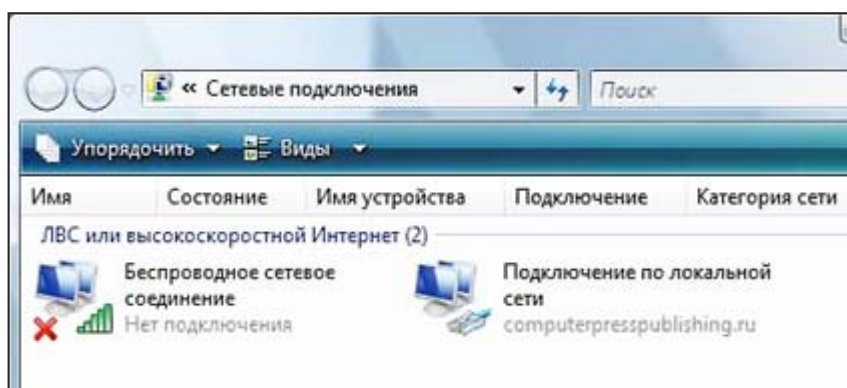 « Сетевые подключения
Поиск
Упорядочить Виды
Имя Состояние Имя устройства Подключение Категория сети
ЛВС или высокоскоростной Интернет (2)
Беспроводное сетевое
соединение
Нет подключения
Подключение по локальной
сети
computerpresspublishing.ru